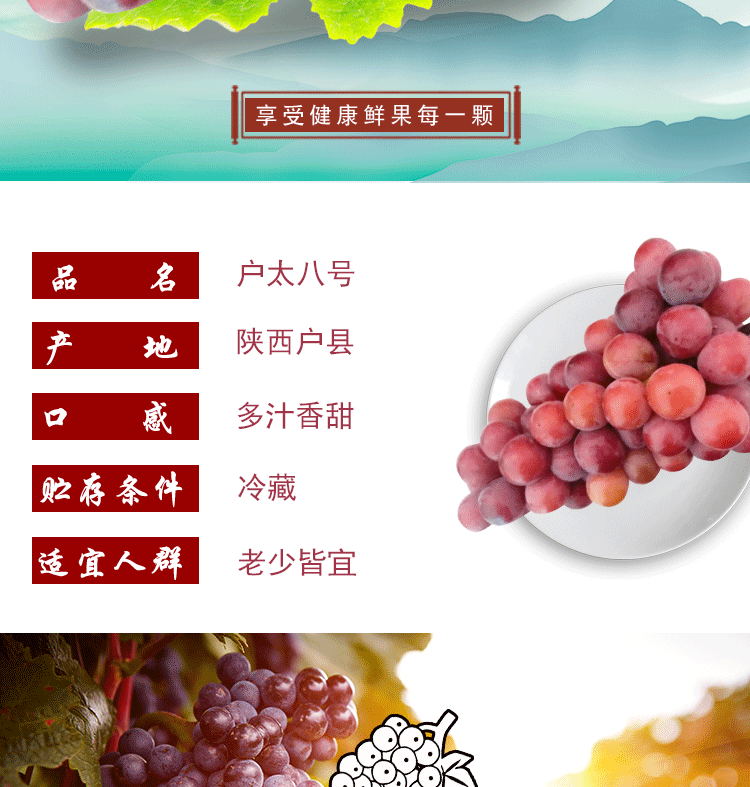 享受健康鲜果每一颗
品名 户太八号
产地 陕西户县
口感 多汁香甜
贮存条件 冷藏
适宜人群 老少皆宜